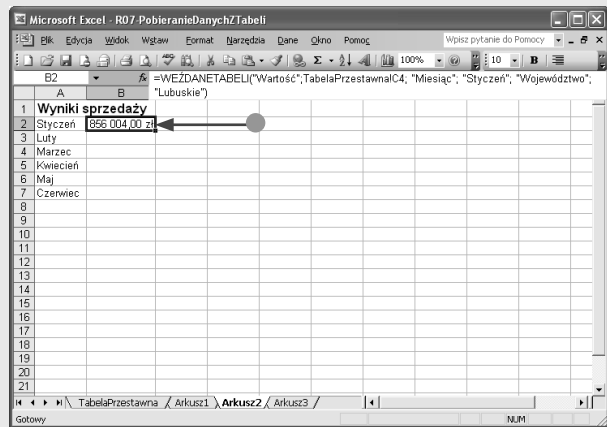 Microsoft Excel - R07-PobieranieDanychZTabeli
Plik Edycja Widok Wstaw Format Narzędzia Dane Okno Pomoc Wpisz pytanie do Pomocy
100% 10 B
B2 fx =WEŹDANETABELI("Wartość";TabelaPrzestawna!C4; "Miesiąc"; "Styczeń"; "Województwo";
"Lubuskie")
A B C D E F G H I
1 Wyniki sprzedaży
2 Styczeń 856 004,00 zł
3 Luty
4 Marzec
5 Kwiecień
6 Maj
7 Czerwiec
8
9
10
11
12
13
14
15
16
17
18
19
20
21
TabelaPrzestawna Arkusz1 Arkusz2 Arkusz3
Gotowy NUM